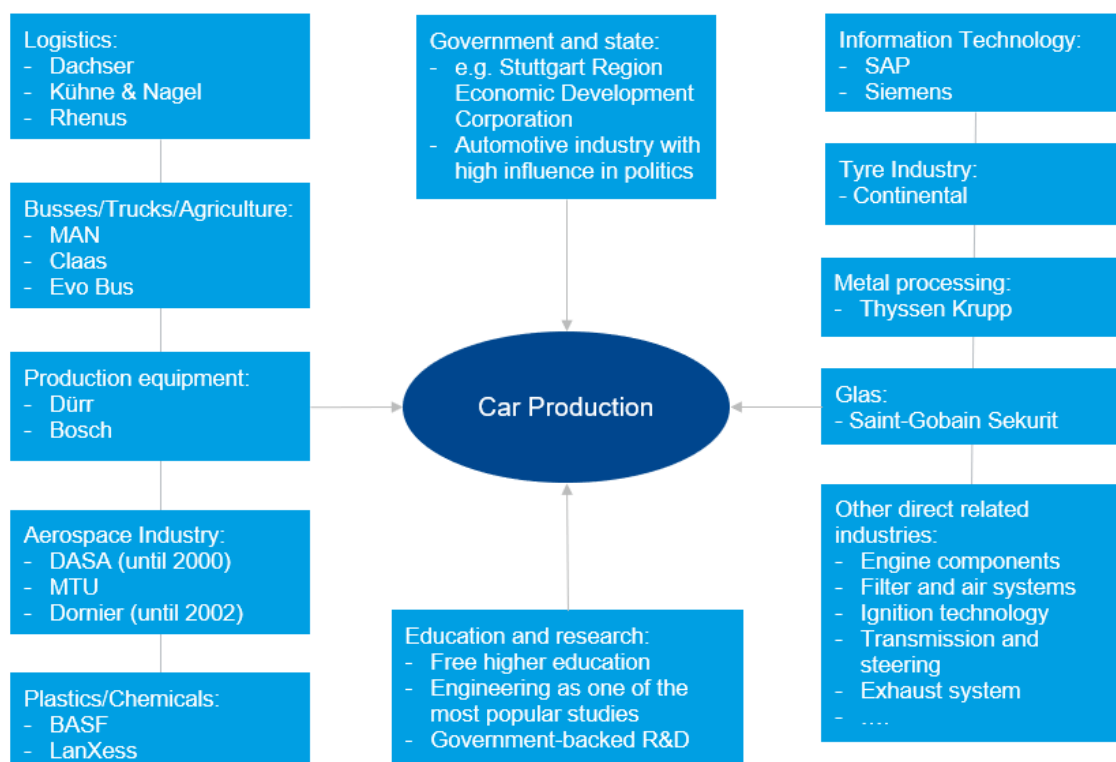 Logistics:
- Dachser
- Kühne & Nagel
- Rhenus
Busses/Trucks/Agriculture:
- MAN
- Claas
- Evo Bus
Production equipment:
- Dürr
- Bosch
Aerospace Industry:
- DASA (until 2000)
- MTU
- Dornier (until 2002)
Plastics/Chemicals:
- BASF
- LanXess
Government and state:
- e.g. Stuttgart Region
Economic Development
Corporation
- Automotive industry with
high influence in politics
Car Production
Education and research:
- Free higher education
- Engineering as one of the
most popular studies
- Government-backed R&D
Information Technology:
- SAP
- Siemens
Tyre Industry:
- Continental
Metal processing:
- Thyssen Krupp
Glas:
- Saint-Gobain Sekurit
Other direct related
industries:
- Engine components
- Filter and air systems
- Ignition technology
- Transmission and
steering
- Exhaust system
- ....